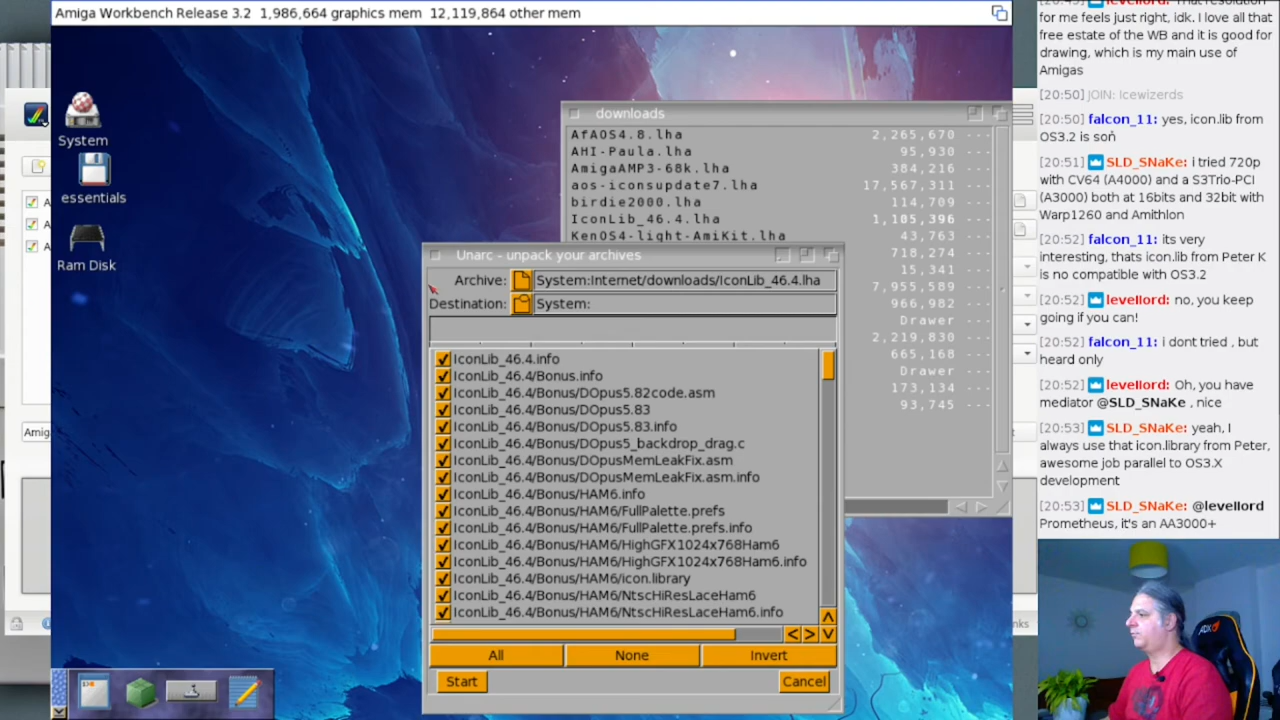 Amiga Workbench Release 3.2 1,986,664 graphics mem 12,119,864 other mem
System
essentials
Ram Disk
downloads
AfAOS4.8.lha 2,265,670 ---
AHI-Paula.lha 95,930 ---
AmigaAMP3-68k.lha 384,216 ---
aos-iconsupdate7.lha 17,567,311 ---
birdie2000.lha 114,709 ---
IconLib_46.4.lha 1,185,396 ---
KenOS4-light-AmiKit.lha 43,763 ---
718,274 ---
15,341 ---
7,955,589 ---
966,982 ---
Drawer ---
2,219,830 ---
665,168 ---
Drawer ---
173,134 ---
93,745 ---
Unarc - unpack your archives
Archive: System:Internet/downloads/IconLib_46.4.lha
Destination: System:
IconLib_46.4.info
IconLib_46.4/Bonus.info
IconLib_46.4/Bonus/DOpus5.82code.asm
IconLib_46.4/Bonus/DOpus5.83
IconLib_46.4/Bonus/DOpus5.83.info
IconLib_46.4/Bonus/DOpus5_backdrop_drag.c
IconLib_46.4/Bonus/DOpusMemLeakFix.asm
IconLib_46.4/Bonus/DOpusMemLeakFix.asm.info
IconLib_46.4/Bonus/HAM6.info
IconLib_46.4/Bonus/HAM6/FullPalette.prefs
IconLib_46.4/Bonus/HAM6/FullPalette.prefs.info
IconLib_46.4/Bonus/HAM6/HighGFX1024x768Ham6
IconLib_46.4/Bonus/HAM6/HighGFX1024x768Ham6.info
IconLib_46.4/Bonus/HAM6/icon.library
IconLib_46.4/Bonus/HAM6/NtscHiResLaceHam6
IconLib_46.4/Bonus/HAM6/NtscHiResLaceHam6.info
All None Invert
Start Cancel
Amig
levellord: That resolution
for me feels just right, idk. I love all that
free estate of the WB and it is good for
drawing, which is my main use of
Amigas
[20:50] JOIN: Icewizerds
[20:50] falcon_11: yes, icon.lib from
OS3.2 is soń
[20:51] SLD_SNaKe: i tried 720p
with CV64 (A4000) and a S3Trio-PCI
(A3000) both at 16bits and 32bit with
Warp1260 and Amithlon
[20:52] falcon_11: its very
interesting, thats icon.lib from Peter K
is no compatible with OS3.2
[20:52] levellord: no, you keep
going if you can!
[20:52] falcon_11: i dont tried , but
heard only
[20:52] levellord: Oh, you have
mediator @SLD_SNaKe , nice
[20:53] SLD_SNaKe: yeah, I
always use that icon.library from Peter,
awesome job parallel to OS3.X
development
[20:53] SLD_SNaKe: @levellord
Prometheus, it's an AA3000+